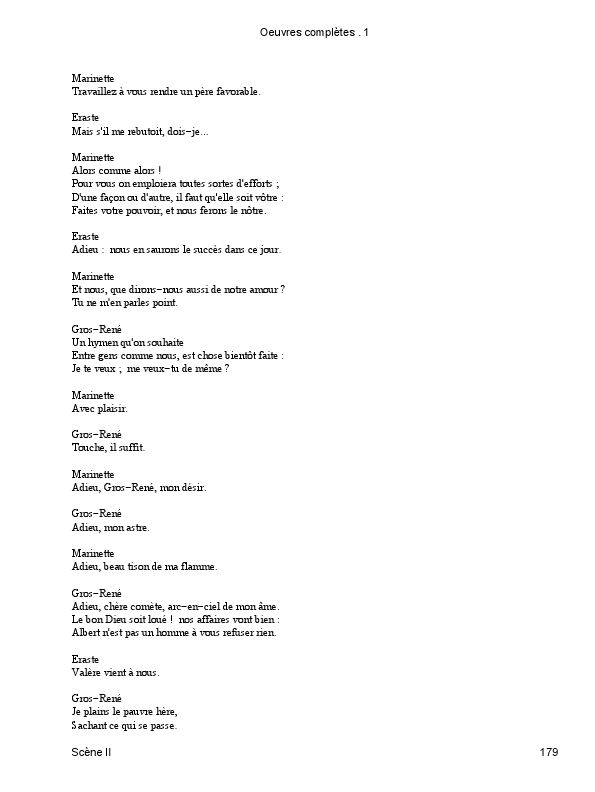 Oeuvres complètes . 1
Marinette
Travaillez à vous rendre un père favorable.
Eraste
Mais s'il me rebutoit, dois−je...
Marinette
Alors comme alors !
Pour vous on emploiera toutes sortes d'efforts ;
D'une façon ou d'autre, il faut qu'elle soit vôtre :
Faites votre pouvoir, et nous ferons le nôtre.
Eraste
Adieu : nous en saurons le succès dans ce jour.
Marinette
Et nous, que dirons−nous aussi de notre amour ?
Tu ne m'en parles point.
Gros−René
Un hymen qu'on souhaite
Entre gens comme nous, est chose bientôt faite :
Je te veux ; me veux−tu de même ?
Marinette
Avec plaisir.
Gros−René
Touche, il suffit.
Marinette
Adieu, Gros−René, mon désir.
Gros−René
Adieu, mon astre.
Marinette
Adieu, beau tison de ma flamme.
Gros−René
Adieu, chère comète, arc−en−ciel de mon âme.
Le bon Dieu soit loué ! nos affaires vont bien :
Albert n'est pas un homme à vous refuser rien.
Eraste
Valère vient à nous.
Gros−René
Je plains le pauvre hère,
Sachant ce qui se passe.
Scène II 179